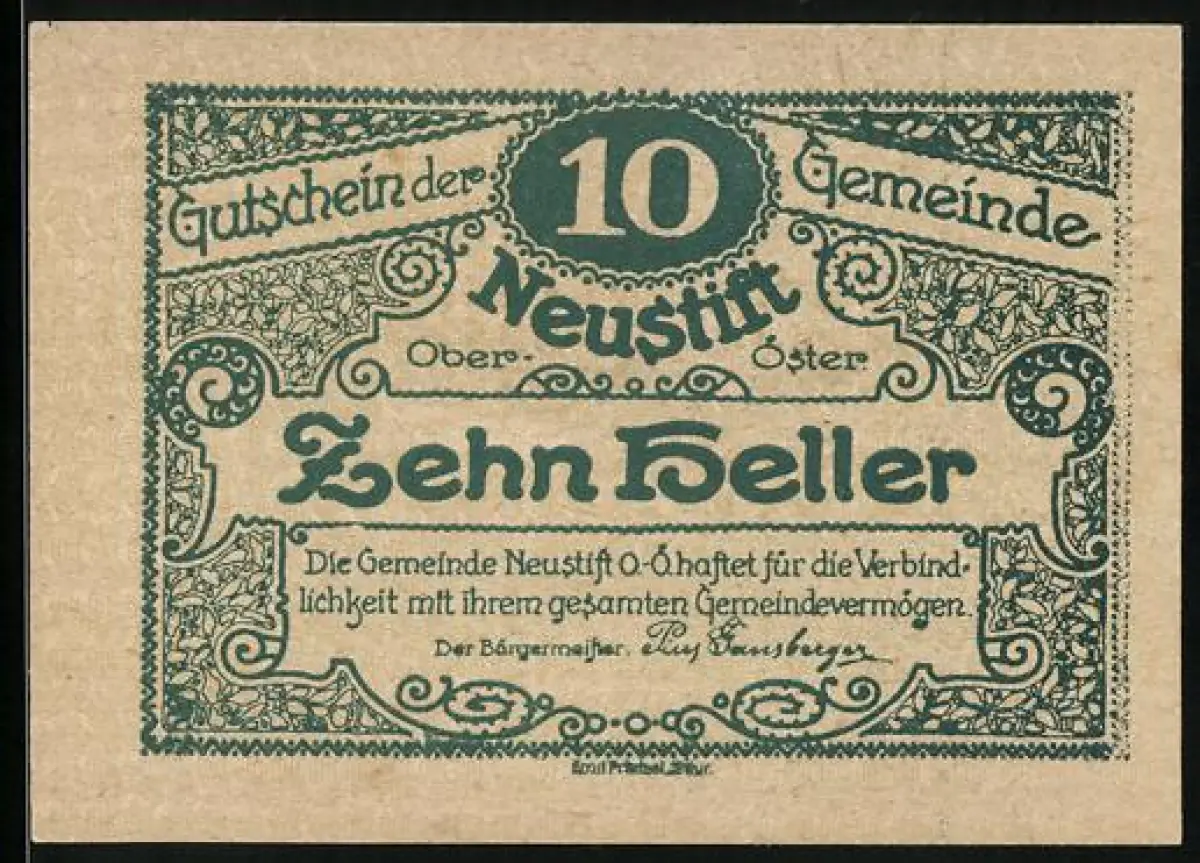 10
Gutschein der Gemeinde
Neustift
Ober- Öster.
Zehn Heller
Die Gemeinde Neustift O.-Ö. haftet für die Verbind-
lichkeit mit ihrem gesamten Gemeindevermögen.
Der Bürgermeister.